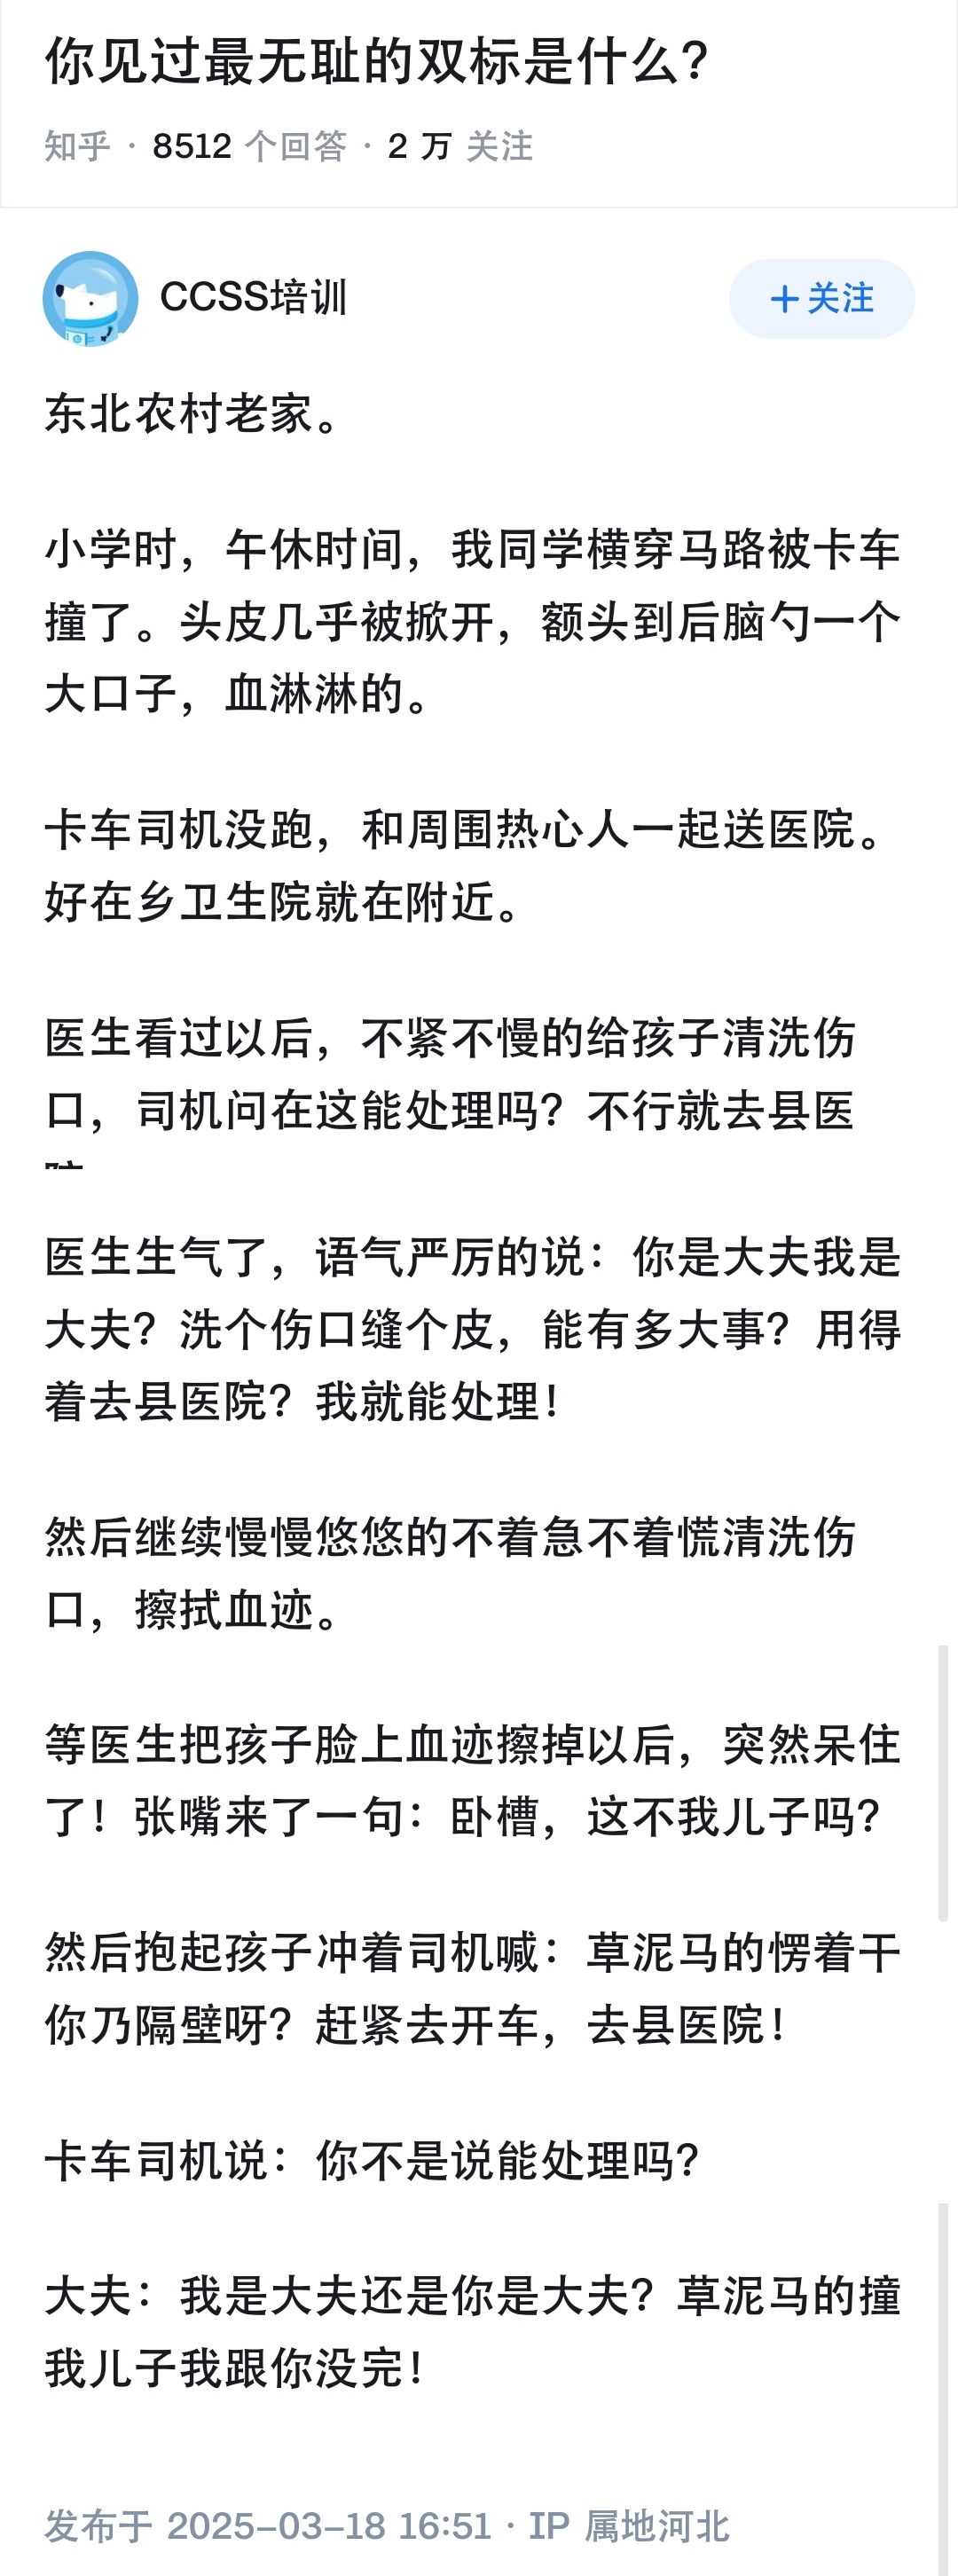 你见过最无耻的双标是什么?
知乎 · 8512 个回答 · 2 万 关注
CCSS培训
+关注
东北农村老家。
小学时，午休时间，我同学横穿马路被卡车
撞了。头皮几乎被掀开，额头到后脑勺一个
大口子，血淋淋的。
卡车司机没跑，和周围热心人一起送医院。
好在乡卫生院就在附近。
医生看过以后，不紧不慢的给孩子清洗伤
口，司机问在这能处理吗? 不行就去县医
医生生气了，语气严厉的说：你是大夫我是
大夫? 洗个伤口缝个皮，能有多大事? 用得
着去县医院? 我就能处理!
然后继续慢慢悠悠的不着急不着慌清洗伤
口，擦拭血迹。
等医生把孩子脸上血迹擦掉以后，突然呆住
了! 张嘴来了一句：卧槽，这不我儿子吗?
然后抱起孩子冲着司机喊：草泥马的愣着干
你乃隔壁呀? 赶紧去开车，去县医院!
卡车司机说：你不是说能处理吗?
大夫：我是大夫还是你是大夫? 草泥马的撞
我儿子我跟你没完!
发布于 2025-03-18 16:51 · IP 属地河北